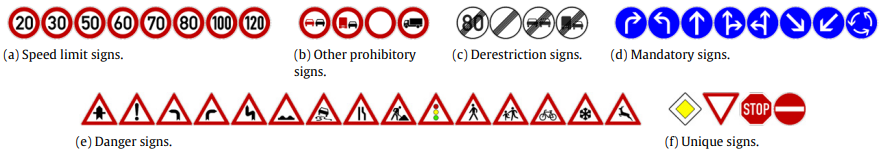 20 30 50 60 70 80 100 120
80
(a) Speed limit signs.
(b) Other prohibitory
signs.
(c) Derestriction signs.
(d) Mandatory signs.
STOP
(e) Danger signs.
(f) Unique signs.